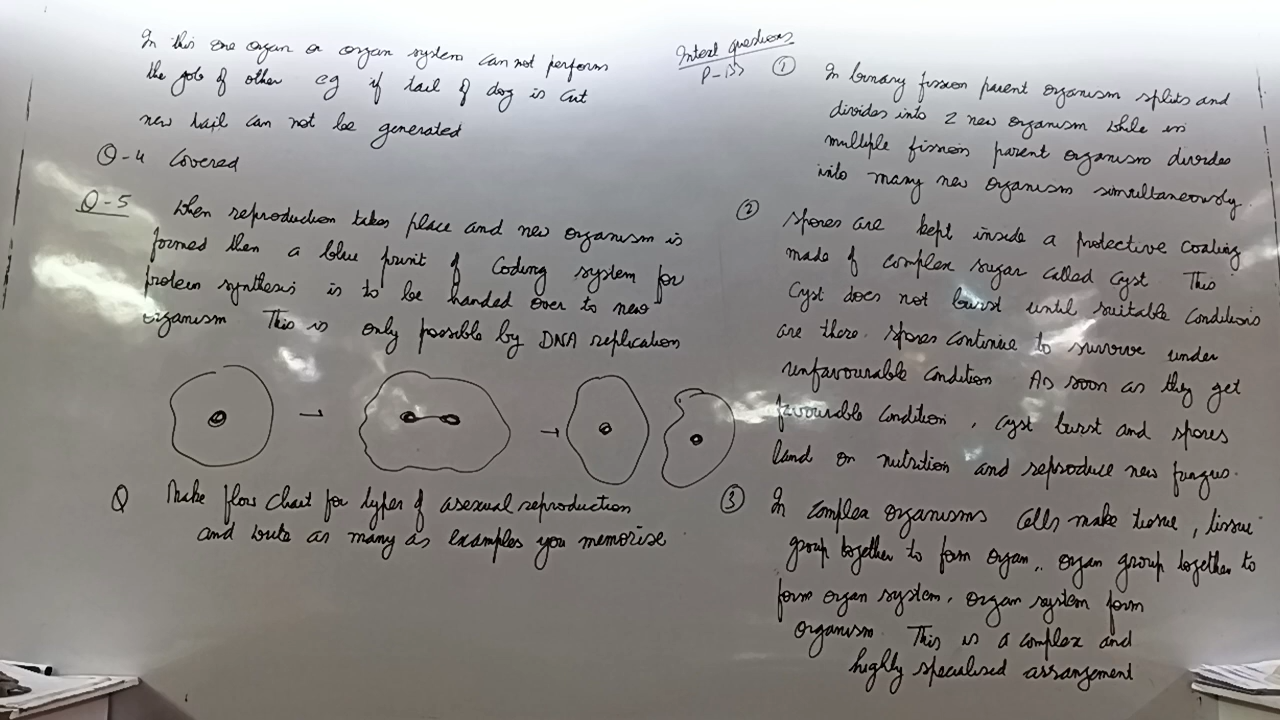 Intext questions
P-133
① In binary fission parent organism splits and
divides into 2 new organism while in
multiple fission parent organism divides
into many new organism simultaneously.
② Spores are kept inside a protective coating
made of complex sugar called cyst This
cyst does not burst until suitable conditions
are there. Spores continue to survive under
unfavourable condition As soon as they get
favourable condition, cyst burst and spores
land on nutrition and reproduce new fungus.
③ In complex organisms cells make tissue, tissue
group together to form organ, organ group together to
form organ system, organ system form
organism. This is a complex and
highly specialised arrangement
In this one organ or organ system can not perform
the job of other eg if tail of dog is cut
new tail can not be generated
Q-4 Covered
Q-5 When reproduction takes place and new organism is
formed then a blue print of coding system for
protein synthesis is to be handed over to new
organism This is only possible by DNA replication
Q Make flow chart for types of asexual reproduction
and write as many as examples you memorise